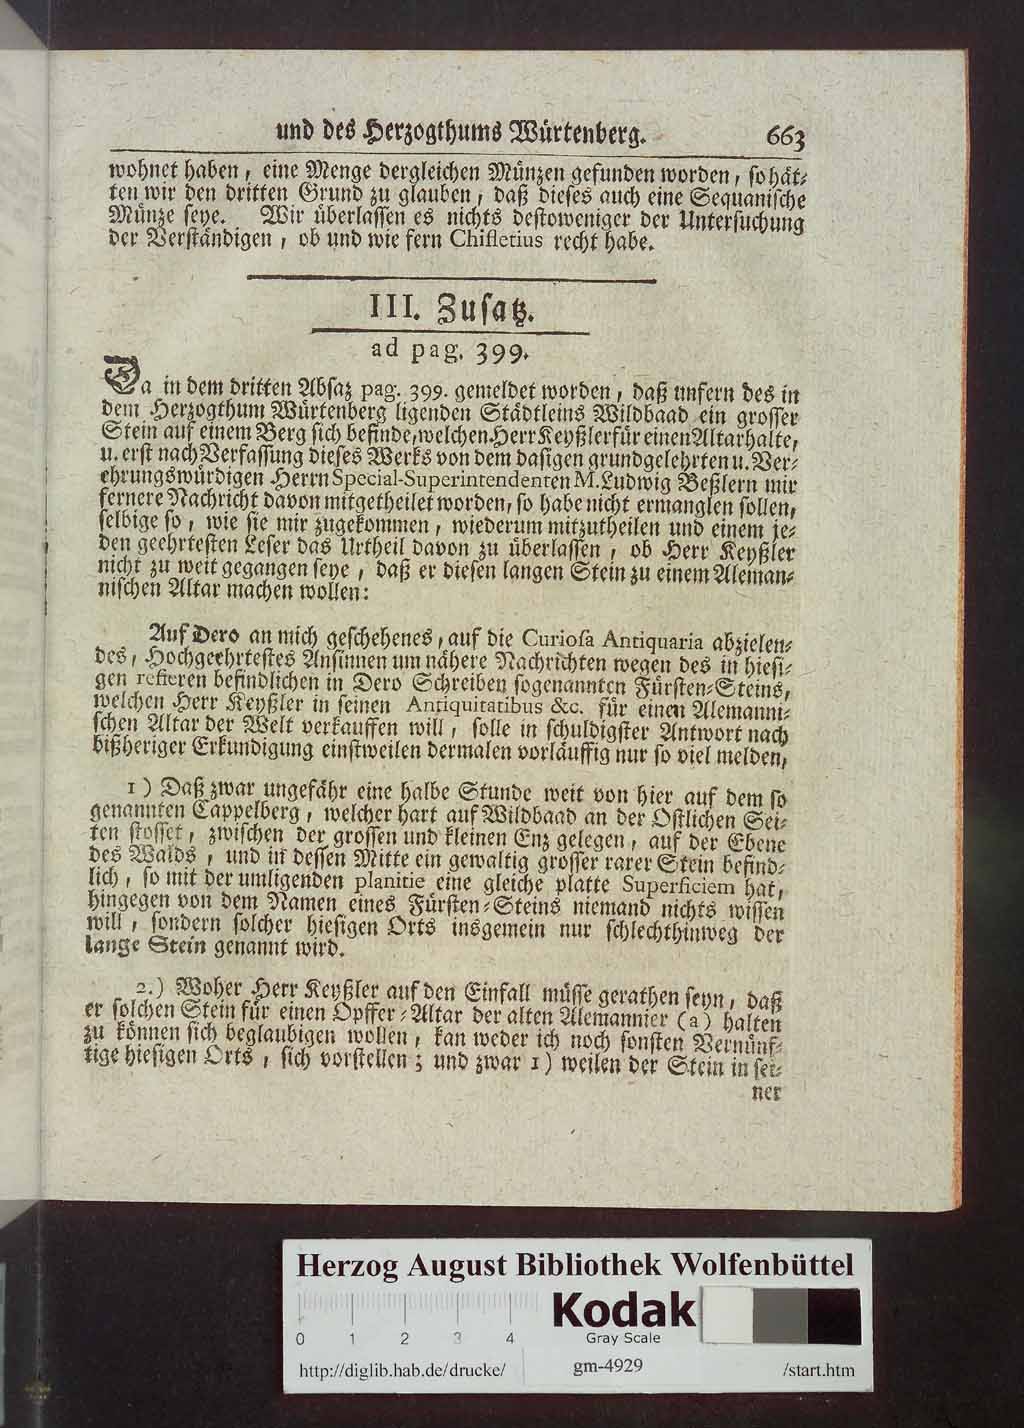 und des Herzogthums Würtenberg. 663
wohnet haben, eine Menge dergleichen Münzen gefunden worden, so hät-
ten wir den dritten Grund zu glauben, daß dieses auch eine Sequanische
Münze seye. Wir überlassen es nichts destoweniger der Untersuchung
der Verständigen, ob und wie fern Chifletius recht habe.
III. Zusatz.
ad pag. 399.
Da in dem dritten Absaz pag. 399. gemeldet worden, daß unfern des in
dem Herzogthum Würtenberg ligenden Städtleins Wildbaad ein grosser
Stein auf einem Berg sich befinde, welchen Herr Keyßler für einen Altar halte,
u. erst nach Verfassung dieses Werks von dem dasigen grundgelehrten u. Ver-
ehrungswürdigen Herrn Special-Superintendenten M. Ludwig Beßlern mir
fernere Nachricht davon mitgetheilet worden, so habe nicht ermanglen sollen,
selbige so, wie sie mir zugekommen, wiederum mitzutheilen und einem je-
den geehrtesten Leser das Urtheil davon zu überlassen, ob Herr Keyßler
nicht zu weit gegangen seye, daß er diesen langen Stein zu einem Aleman-
nischen Altar machen wollen:
Auf Dero an mich geschehenes, auf die Curiosa Antiquaria abzielen-
des, Hochgeehrtestes Ansinnen um nähere Nachrichten wegen des in hiesi-
gen refieren befindlichen in Dero Schreiben sogenannten Fürsten-Steins,
welchen Herr Keyßler in seinen Antiquitatibus &c. für einen Alemanni-
schen Altar der Welt verkauffen will, solle in schuldigster Antwort nach
bißheriger Erkundigung einstweilen dermalen vorläuffig nur so viel melden,
1) Daß zwar ungefähr eine halbe Stunde weit von hier auf dem so
genannten Cappelberg, welcher hart auf Wildbaad an der Ostlichen Sei-
ten stosset, zwischen der grossen und kleinen Enz gelegen, auf der Ebene
des Walds, und in dessen Mitte ein gewaltig grosser rarer Stein befind-
lich, so mit der umligenden planitie eine gleiche platte Superficiem hat,
hingegen von dem Namen eines Fürsten-Steins niemand nichts wissen
will, sondern solcher hiesigen Orts insgemein nur schlechthinweg der
lange Stein genannt wird.
2.) Woher Herr Keyßler auf den Einfall müsse gerathen seyn, daß
er solchen Stein für einen Opffer-Altar der alten Alemannier (a) halten
zu können sich beglaubigen wollen, kan weder ich noch sonsten Vernünf-
tige hiesigen Orts, sich vorstellen; und zwar 1) weilen der Stein in sei-
ner
Herzog August Bibliothek Wolfenbüttel
Kodak
Gray Scale
0 1 2 3 4
http://diglib.hab.de/drucke/ gm-4929 /start.htm